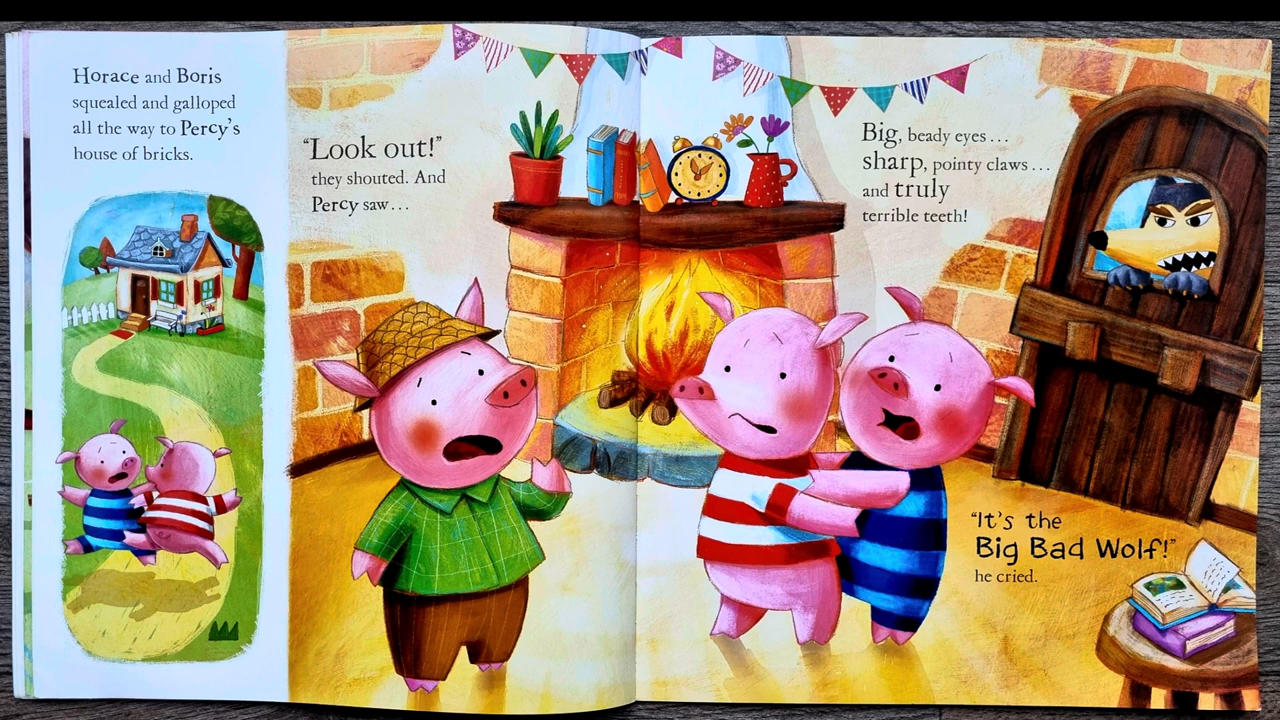 Horace and Boris
squealed and galloped
all the way to Percy's
house of bricks.
“Look out!”
they shouted. And
Percy saw...
Big, beady eyes...
sharp, pointy claws...
and truly
terrible teeth!
“It's the
Big Bad Wolf!”
he cried.